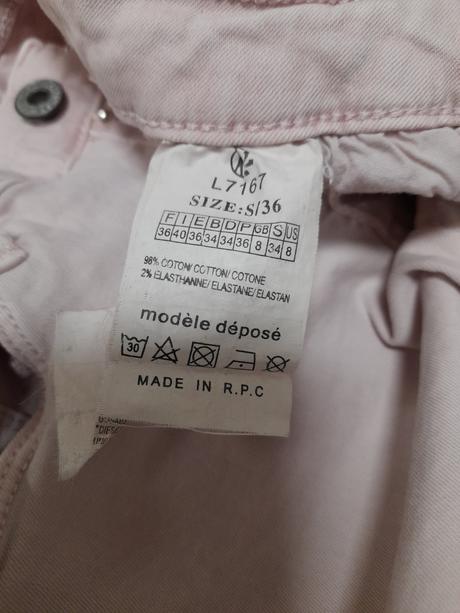 L7167
SIZE:S/36
F I E B D P GB S US
36 40 36 34 34 36 8 34 8
98% COTON/ COTTON/ COTONE
2% ELASTHANNE/ ELASTANE/ ELASTAN
modèle déposé
30
MADE IN R.P.C